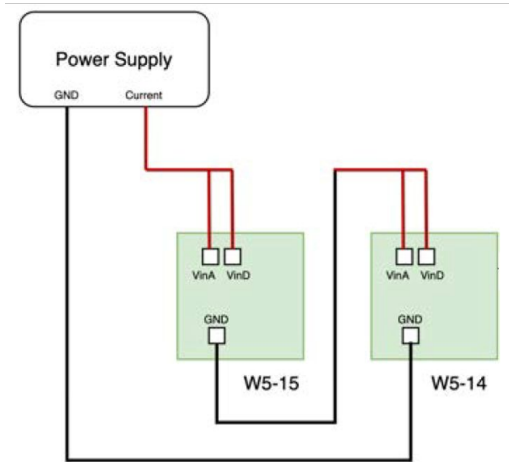 Power Supply
GND Current
VinA VinD
GND
W5-15
VinA VinD
GND
W5-14